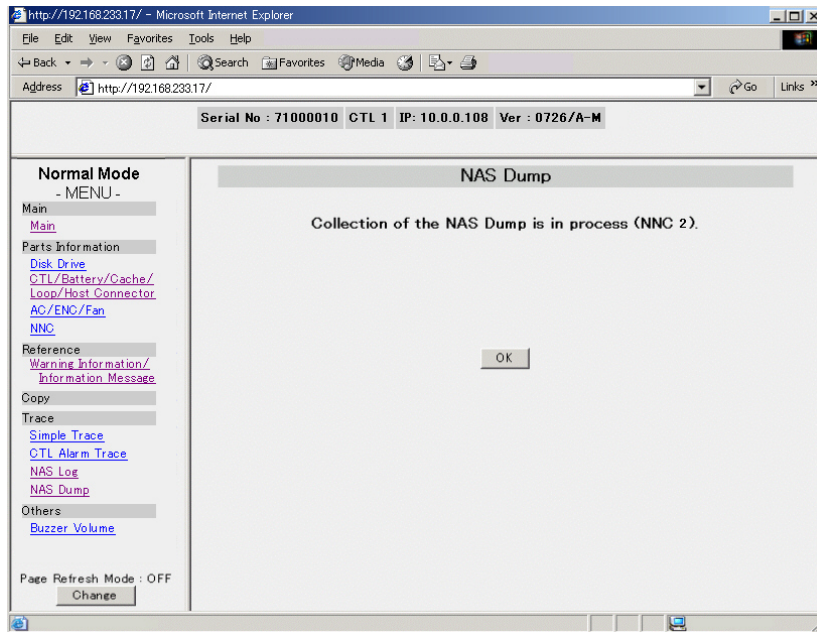 http://192.168.233.17/ - Microsoft Internet Explorer
File Edit View Favorites Tools Help
Back Search Favorites Media
Address http://192.168.233.17/ Go Links »
Serial No : 71000010 CTL 1 IP: 10.0.0.108 Ver : 0726/A-M
Normal Mode
- MENU -
Main
Main
Parts Information
Disk Drive
CTL/Battery/Cache/
Loop/Host Connector
AC/ENC/Fan
NNC
Reference
Warning Information/
Information Message
Copy
Trace
Simple Trace
CTL Alarm Trace
NAS Log
NAS Dump
Others
Buzzer Volume
Page Refresh Mode : OFF
Change
NAS Dump
Collection of the NAS Dump is in process (NNC 2).
OK